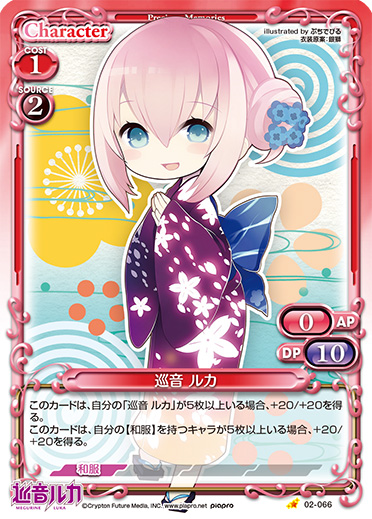 Character
Precious Memories
illustrated by ぷちでびる
衣装原案：銀鏡
COST
1
SOURCE
2
0 AP
DP 10
巡音 ルカ
このカードは、自分の「巡音 ルカ」が5枚以上いる場合、+20/+20を得
る。
このカードは、自分の【和服】を持つキャラが5枚以上いる場合、+20/
+20を得る。
和服
巡音ルカ
MEGURINE LUKA
©Crypton Future Media, INC. www.piapro.net piapro
02-066